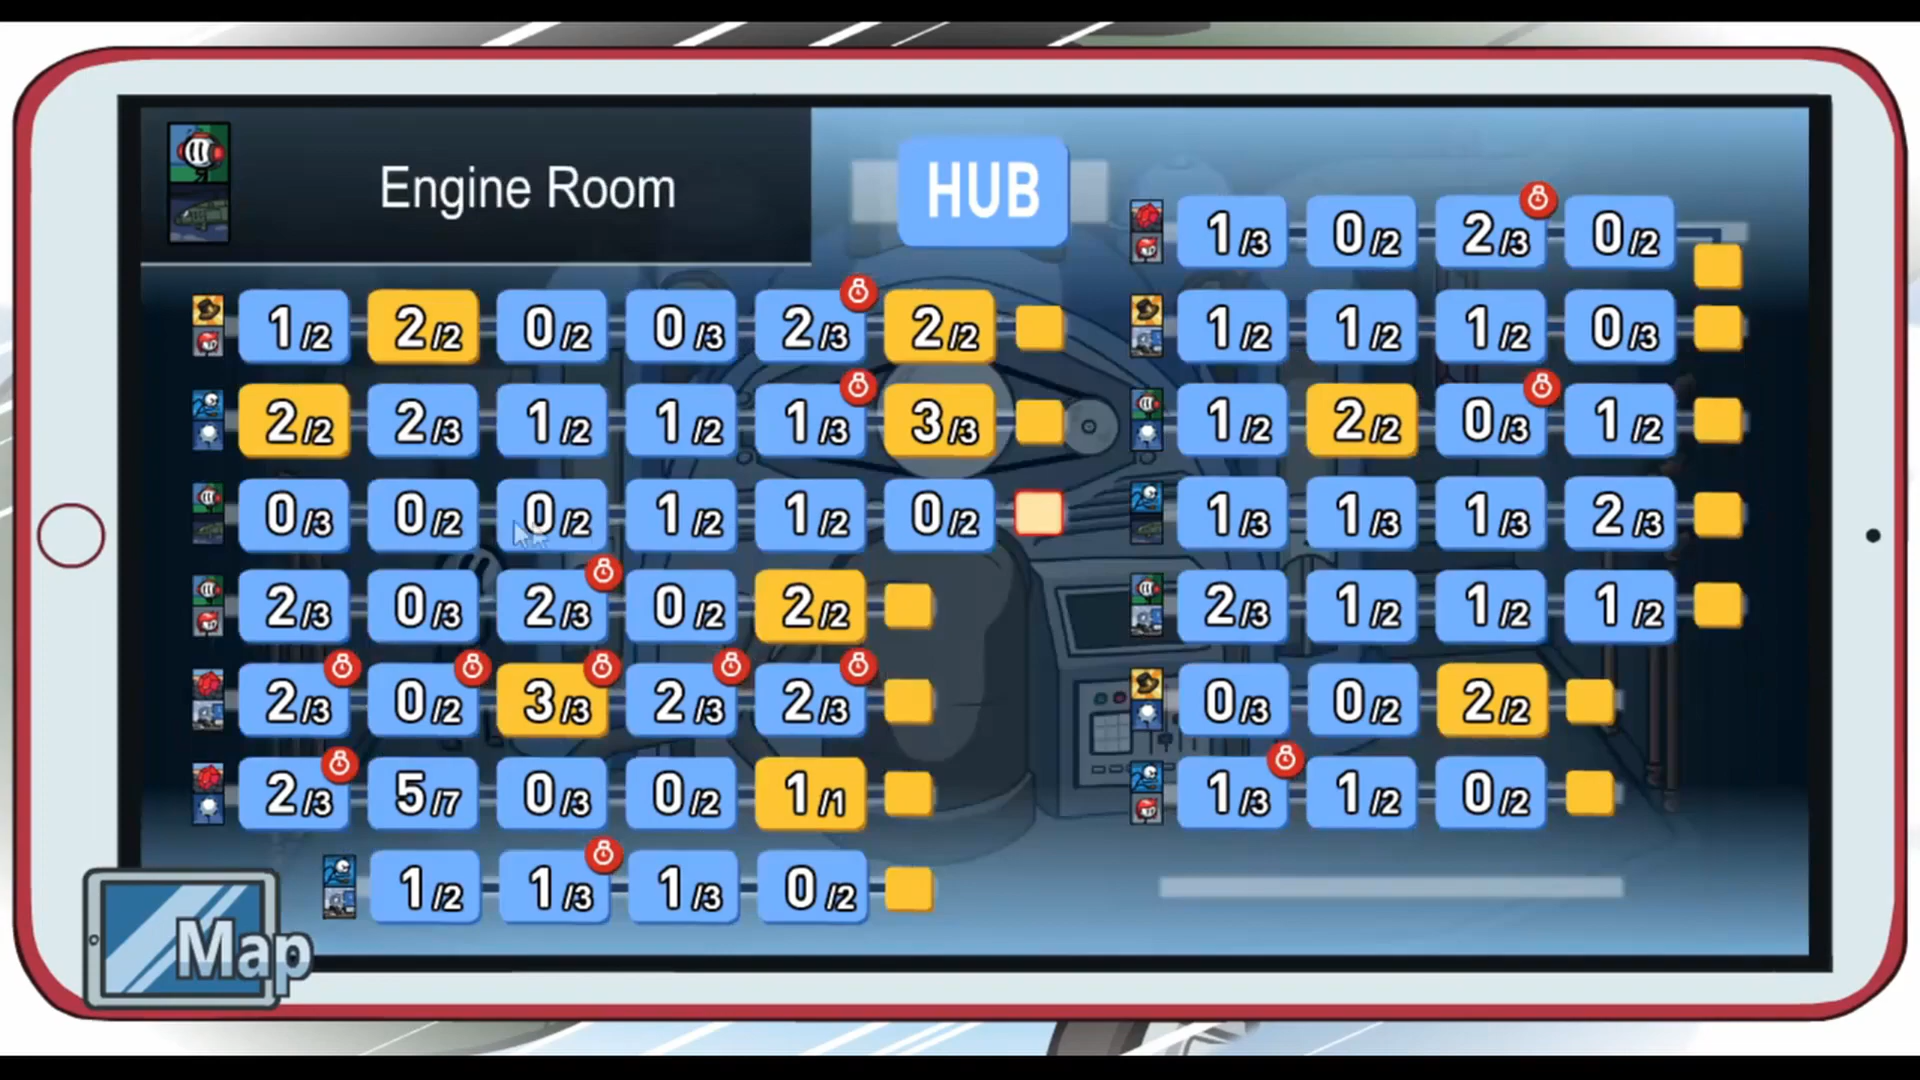 Engine Room
HUB
1/2 2/2 0/2 0/3 2/3 2/2
2/2 2/3 1/2 1/2 1/3 3/3
0/3 0/2 0/2 1/2 1/2 0/2
2/3 0/3 2/3 0/2 2/2
2/3 0/2 3/3 2/3 2/3
2/3 5/7 0/3 0/2 1/1
1/2 1/3 1/3 0/2
1/3 0/2 2/3 0/2
1/2 1/2 1/2 0/3
1/2 2/2 0/3 1/2
1/3 1/3 1/3 2/3
2/3 1/2 1/2 1/2
0/3 0/2 2/2
1/3 1/2 0/2
Map